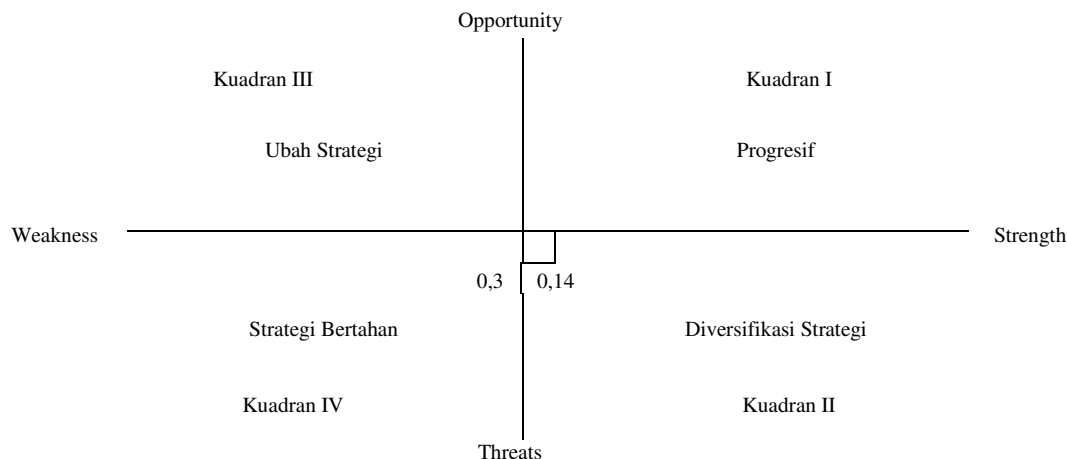 Opportunity
Kuadran III
Kuadran I
Ubah Strategi
Progresif
Weakness
Strength
0,3
0,14
Strategi Bertahan
Diversifikasi Strategi
Kuadran IV
Kuadran II
Threats